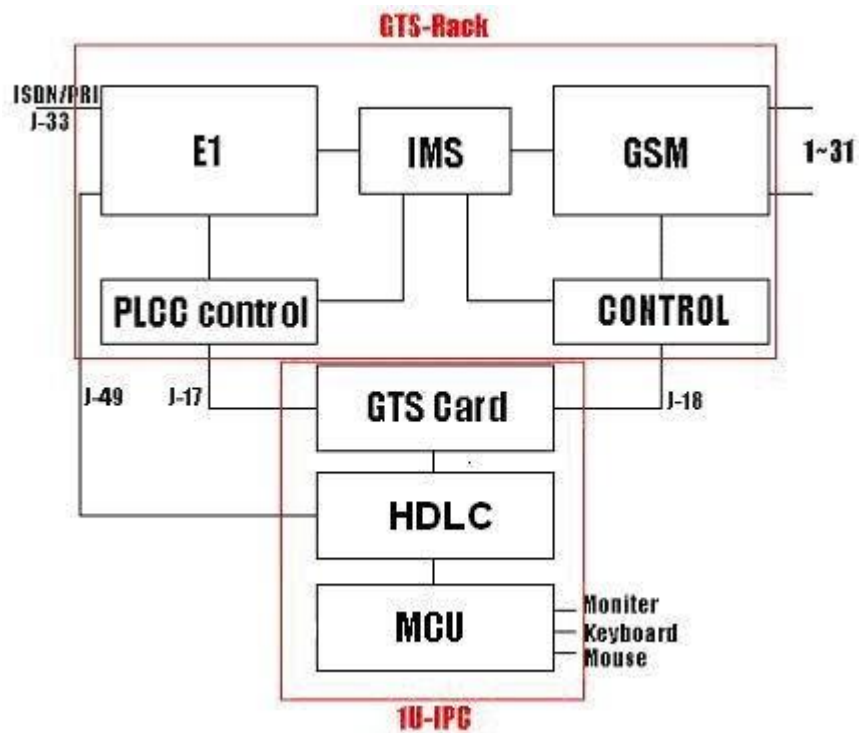 GTS-Rack
ISDN/PRI
J-33
E1
IMS
GSM
1~31
PLCC control
CONTROL
J-49
J-17
GTS Card
J-18
HDLC
MCU
Moniter
Keyboard
Mouse
1U-IPC